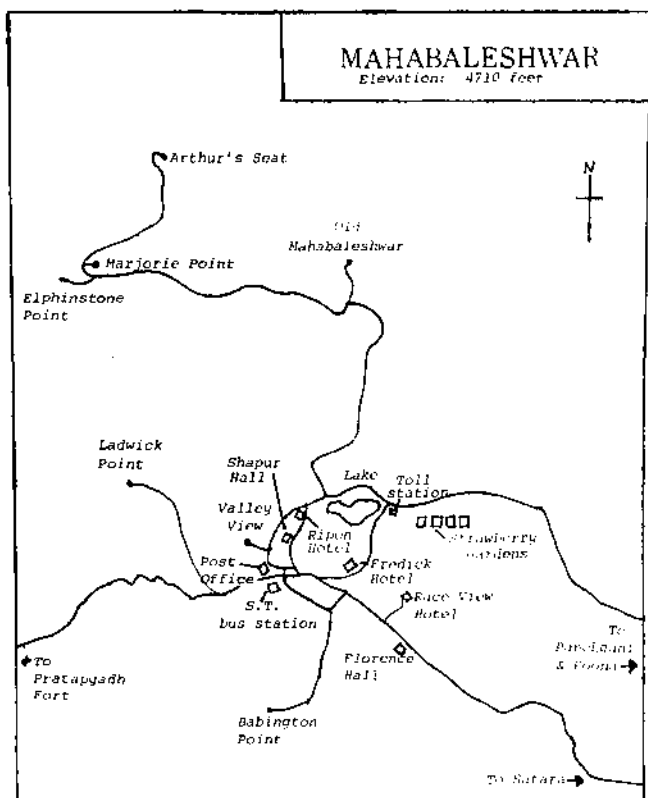 MAHABALESHWAR
Elevation: 4710 feet
Arthur's Seat
N
Old
Mahabaleshwar
Marjorie Point
Elphinstone
Point
Ladwick
Point
Shapur
Hall
Lake
Toll
station
Valley
View
Ripon
Hotel
Strawberry
Gardens
Post
Office
Fredick
Hotel
S.T.
bus station
Race View
Hotel
To
& Poona
To
Pratapgadh
Fort
Florence
Hall
Babington
Point
To Satara